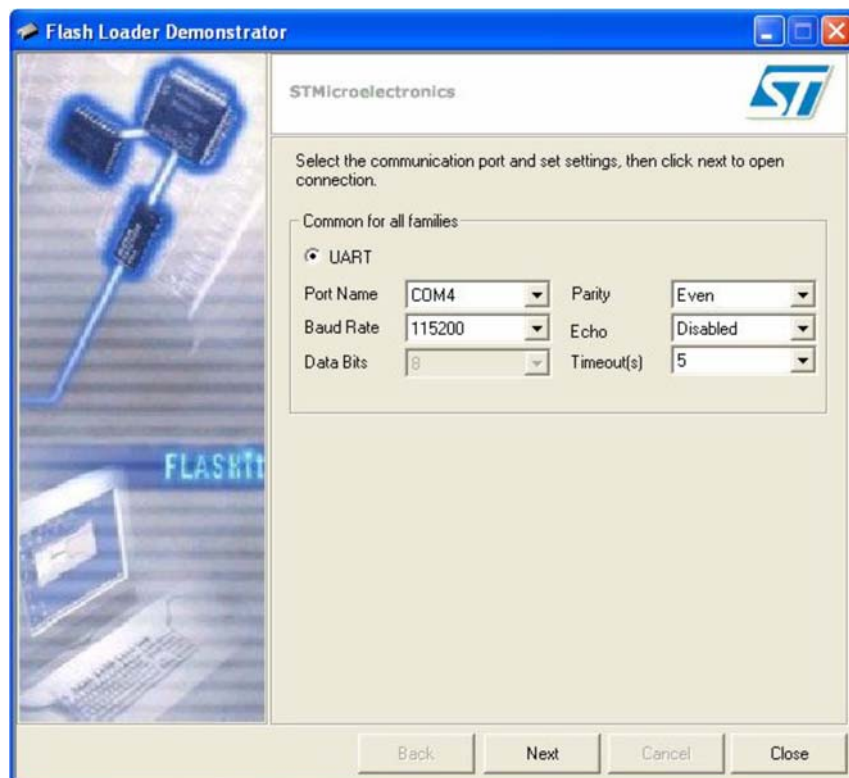 Flash Loader Demonstrator
STMicroelectronics
ST
Select the communication port and set settings, then click next to open
connection.
Common for all families
UART
Port Name COM4 Parity Even
Baud Rate 115200 Echo Disabled
Data Bits 8 Timeout(s) 5
FLASHit
Back Next Cancel Close